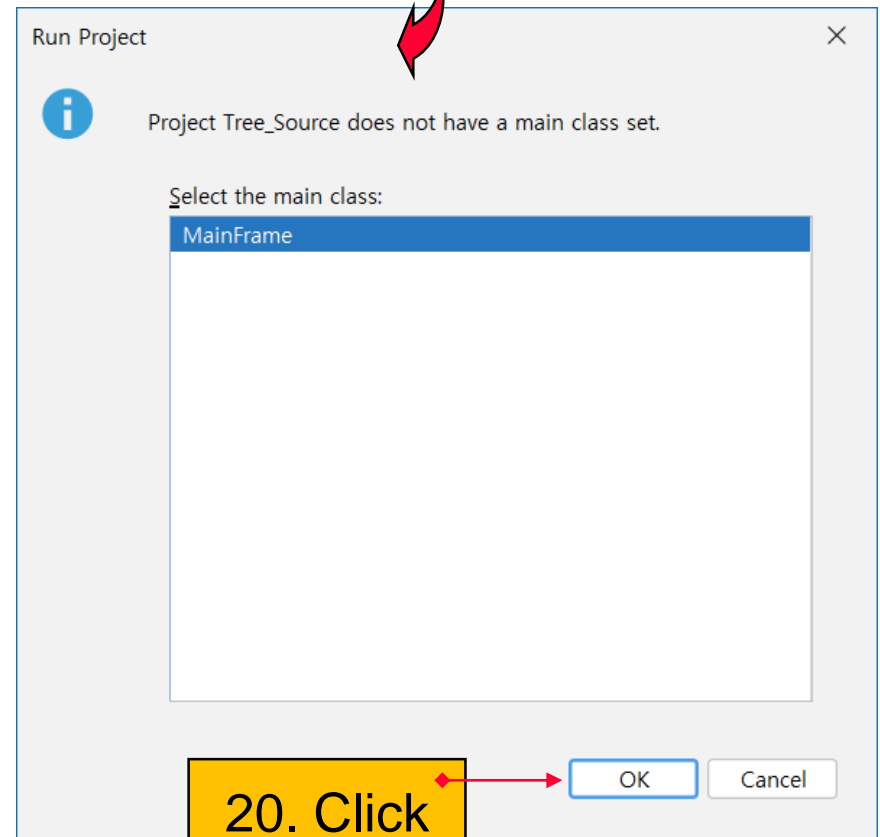 Run Project
Project Tree_Source does not have a main class set.
Select the main class:
MainFrame
OK Cancel
20. Click